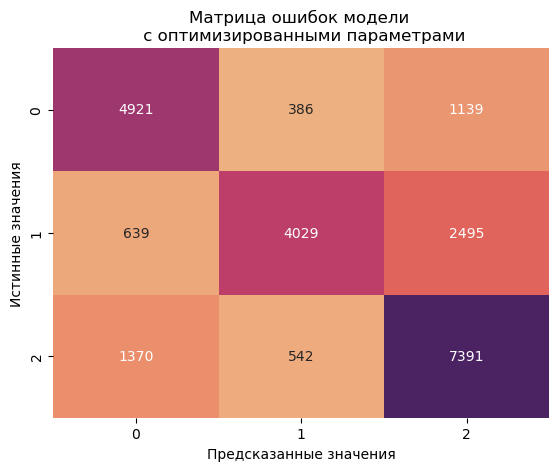 Матрица ошибок модели
с оптимизированными параметрами
Истинные значения
0
4921 386 1139
1
639 4029 2495
2
1370 542 7391
0 1 2
Предсказанные значения